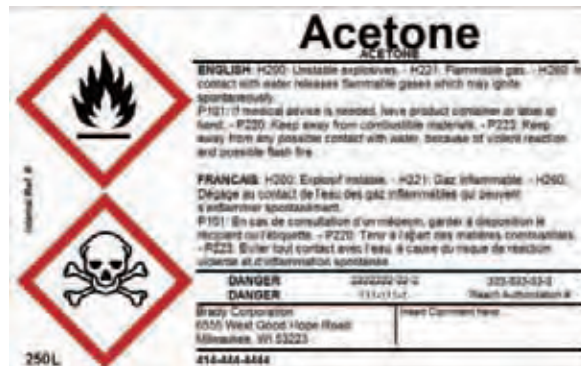 Acetone
ACETONE
ENGLISH: H200: Unstable explosives. - H221: Flammable gas. - H260: In
contact with water releases flammable gases which may ignite
spontaneously.
P101: If medical advice is needed, have product container or label at
hand. - P220: Keep away from combustible materials. - P223: Keep
away from any possible contact with water, because of violent reaction
and possible flash fire.
FRANCAIS: H200: Explosif instable. - H221: Gaz inflammable. - H260:
Dégage au contact de l'eau des gaz inflammables qui peuvent
s'enflammer spontanément.
P101: En cas de consultation d'un médecin, garder à disposition le
récipient ou l'étiquette. - P220: Tenir à l'écart des matières combustibles.
- P223: Éviter tout contact avec l'eau, à cause du risque de réaction
violente et d'inflammation spontanée.
DANGER
DANGER Reach Authorization #
Brady Corporation
6555 West Good Hope Road
Milwaukee, WI 53223
Insert Comment here
Internal Ref. #
250L
414-444-4444